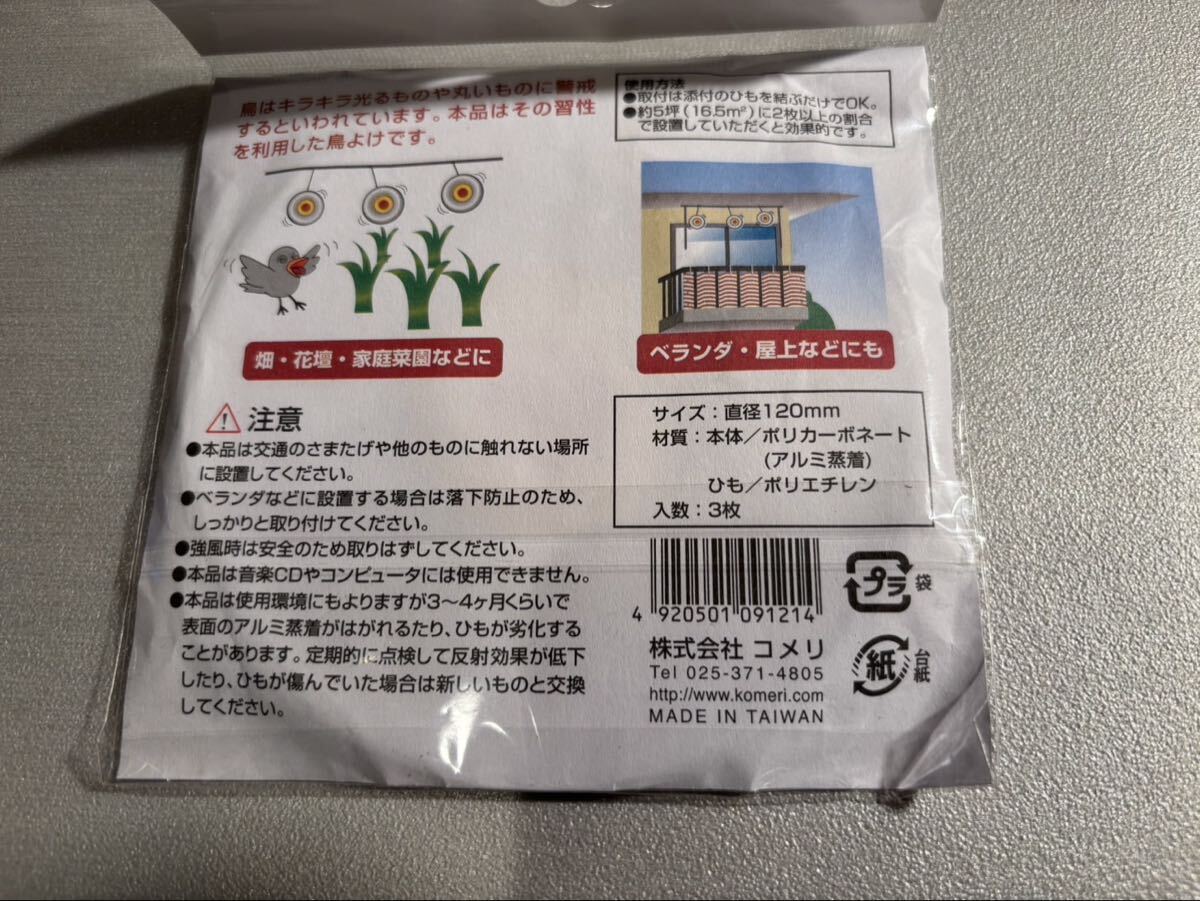 鳥はキラキラ光るものや丸いものに警戒
するといわれています。本品はその習性
を利用した鳥よけです。
使用方法
●取付は添付のひもを結ぶだけでOK。
●約5坪(16.5m²)に2枚以上の割合
で設置していただくと効果的です。
畑・花壇・家庭菜園などに
ベランダ・屋上などにも
注意
●本品は交通のさまたげや他のものに触れない場所
に設置してください。
●ベランダなどに設置する場合は落下防止のため、
しっかりと取り付けてください。
●強風時は安全のため取りはずしてください。
●本品は音楽CDやコンピュータには使用できません。
●本品は使用環境にもよりますが3〜4ヶ月くらいで
表面のアルミ蒸着がはがれるたり、ひもが劣化する
ことがあります。定期的に点検して反射効果が低下
したり、ひもが傷んでいた場合は新しいものと交換
してください。
サイズ：直径120mm
材質：本体／ポリカーボネート
(アルミ蒸着)
ひも／ポリエチレン
入数：3枚
4 920501 091214
株式会社 コメリ
Tel 025-371-4805
http://www.komeri.com
MADE IN TAIWAN
プラ 袋
紙 台紙